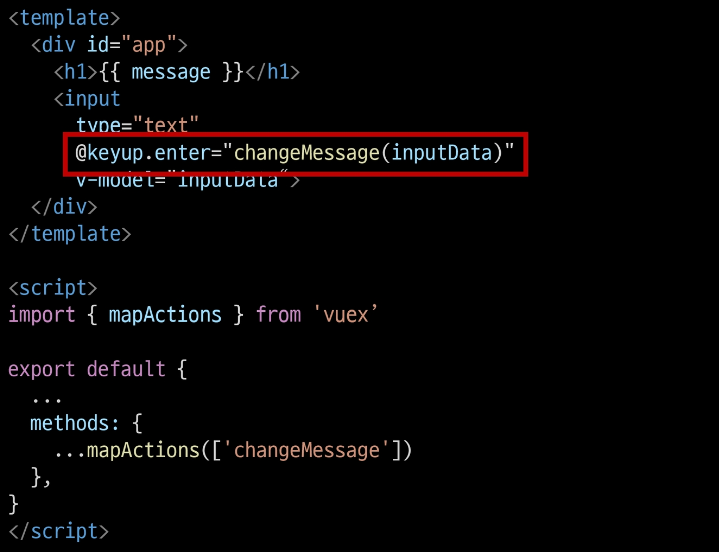 <template>
<div id="app">
<h1>{{ message }}</h1>
<input
type="text"
@keyup.enter="changeMessage(inputData)"
v-model="inputData“>
</div>
</template>
<script>
import { mapActions } from 'vuex’
export default {
...
methods: {
...mapActions(['changeMessage'])
},
}
</script>